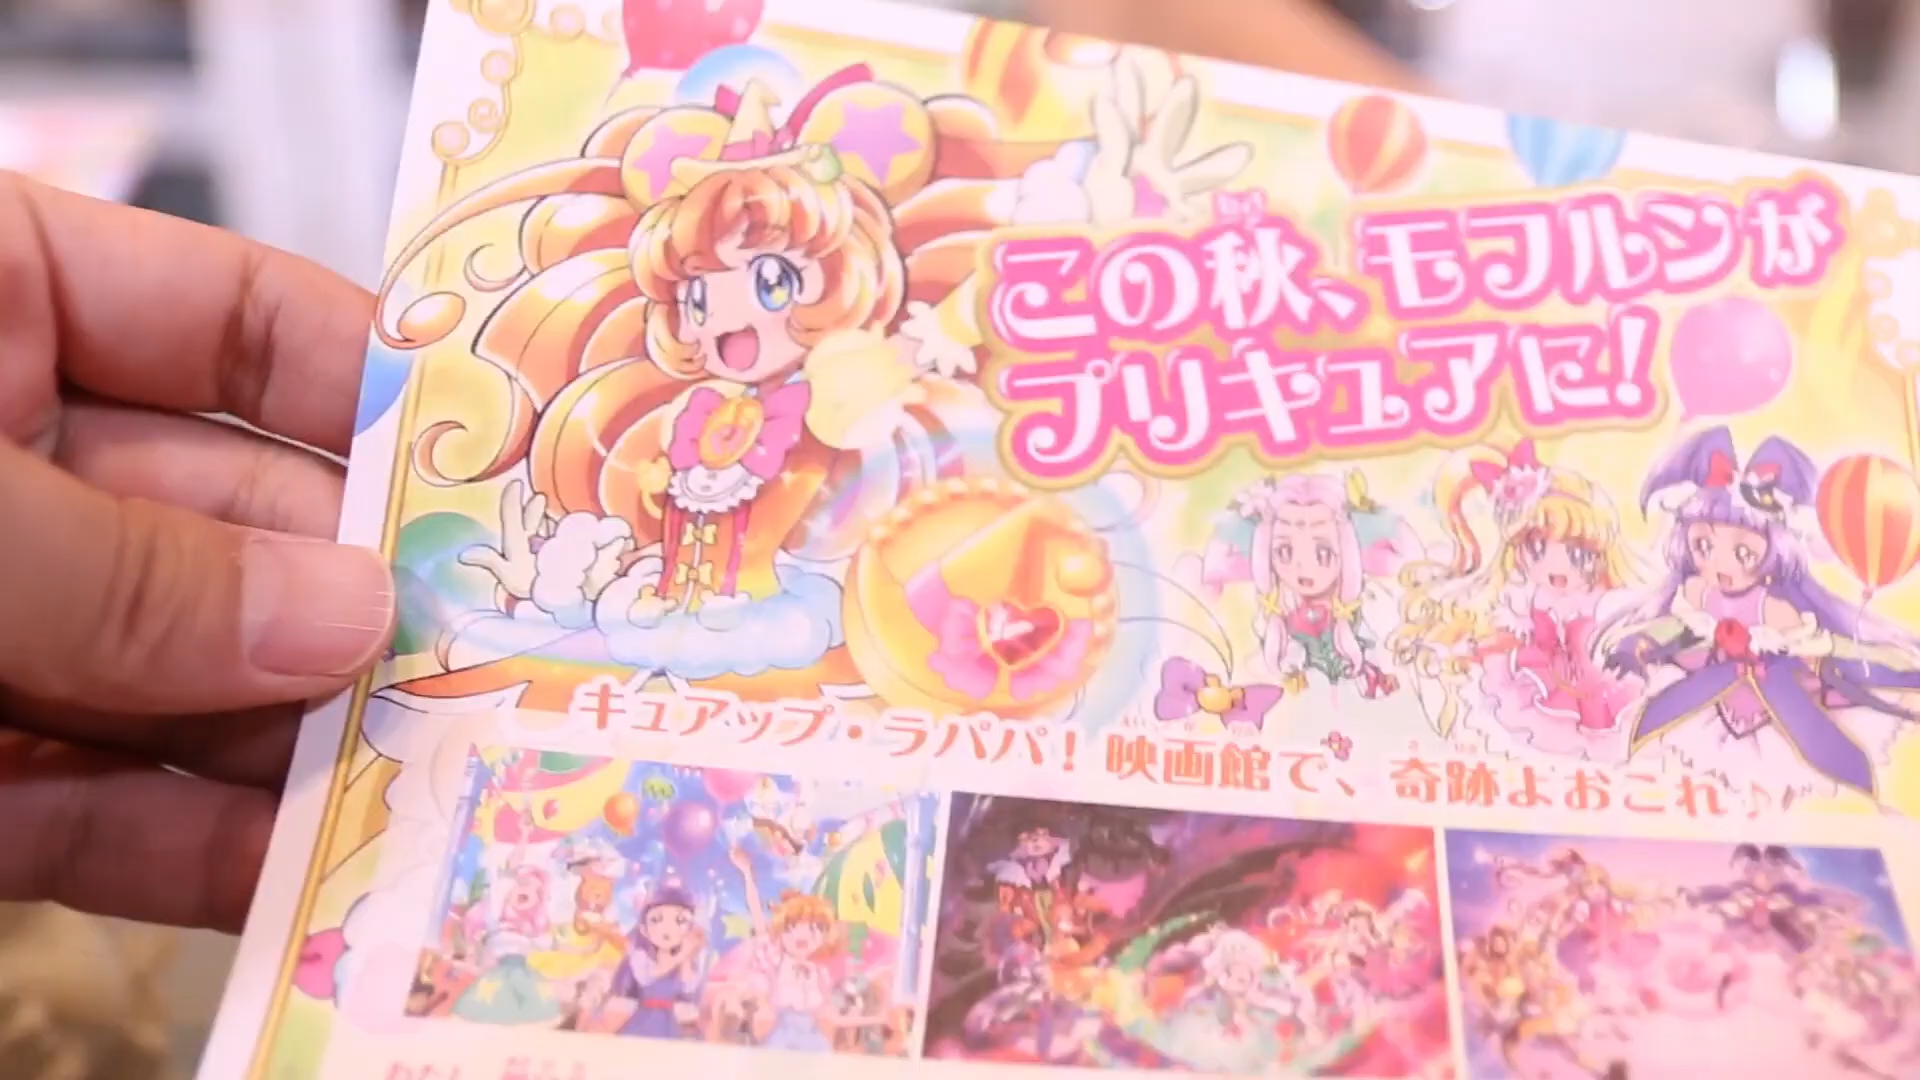 この秋、モフルンが
プリキュアに!
キュアップ・ラパパ! 映画館で、奇跡よおこれ♪